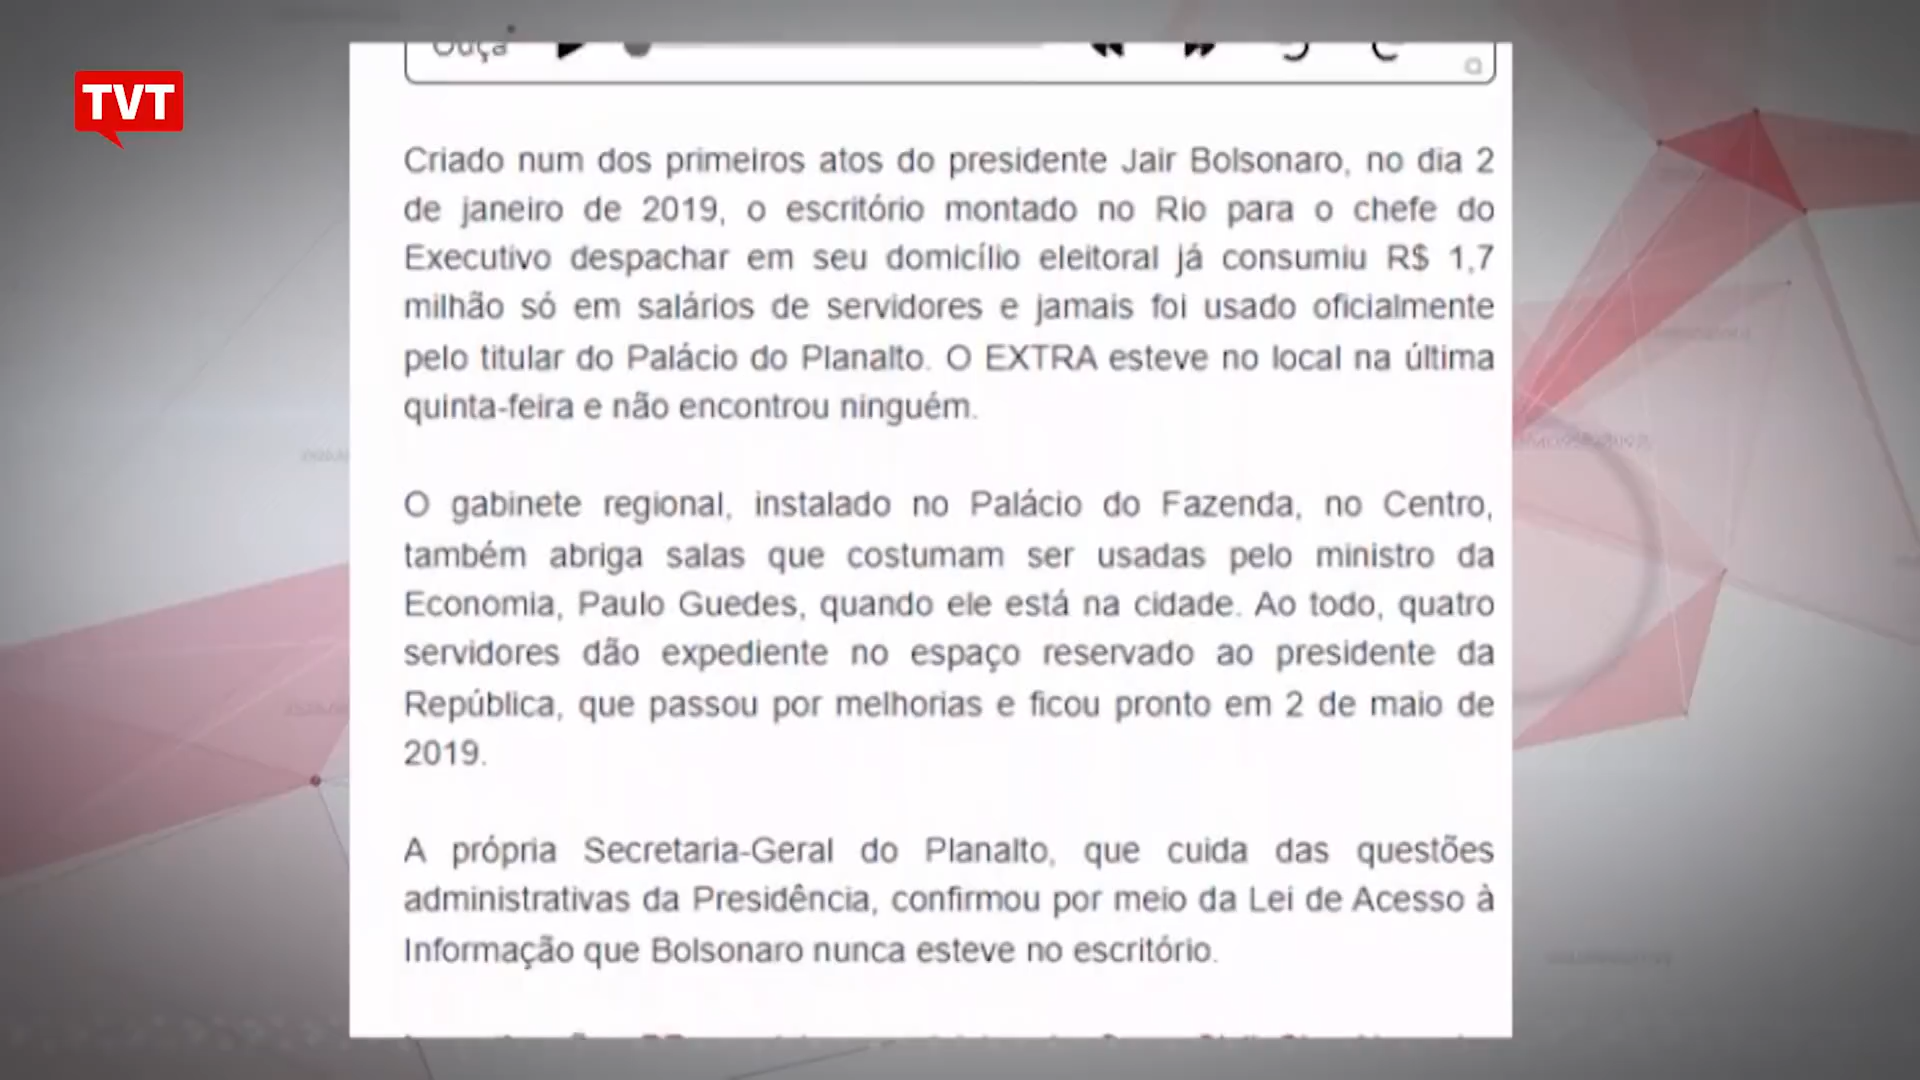 Ouça
TVT
Criado num dos primeiros atos do presidente Jair Bolsonaro, no dia 2
de janeiro de 2019, o escritório montado no Rio para o chefe do
Executivo despachar em seu domicílio eleitoral já consumiu R$ 1,7
milhão só em salários de servidores e jamais foi usado oficialmente
pelo titular do Palácio do Planalto. O EXTRA esteve no local na última
quinta-feira e não encontrou ninguém.
O gabinete regional, instalado no Palácio do Fazenda, no Centro,
também abriga salas que costumam ser usadas pelo ministro da
Economia, Paulo Guedes, quando ele está na cidade. Ao todo, quatro
servidores dão expediente no espaço reservado ao presidente da
República, que passou por melhorias e ficou pronto em 2 de maio de
2019.
A própria Secretaria-Geral do Planalto, que cuida das questões
administrativas da Presidência, confirmou por meio da Lei de Acesso à
Informação que Bolsonaro nunca esteve no escritório.